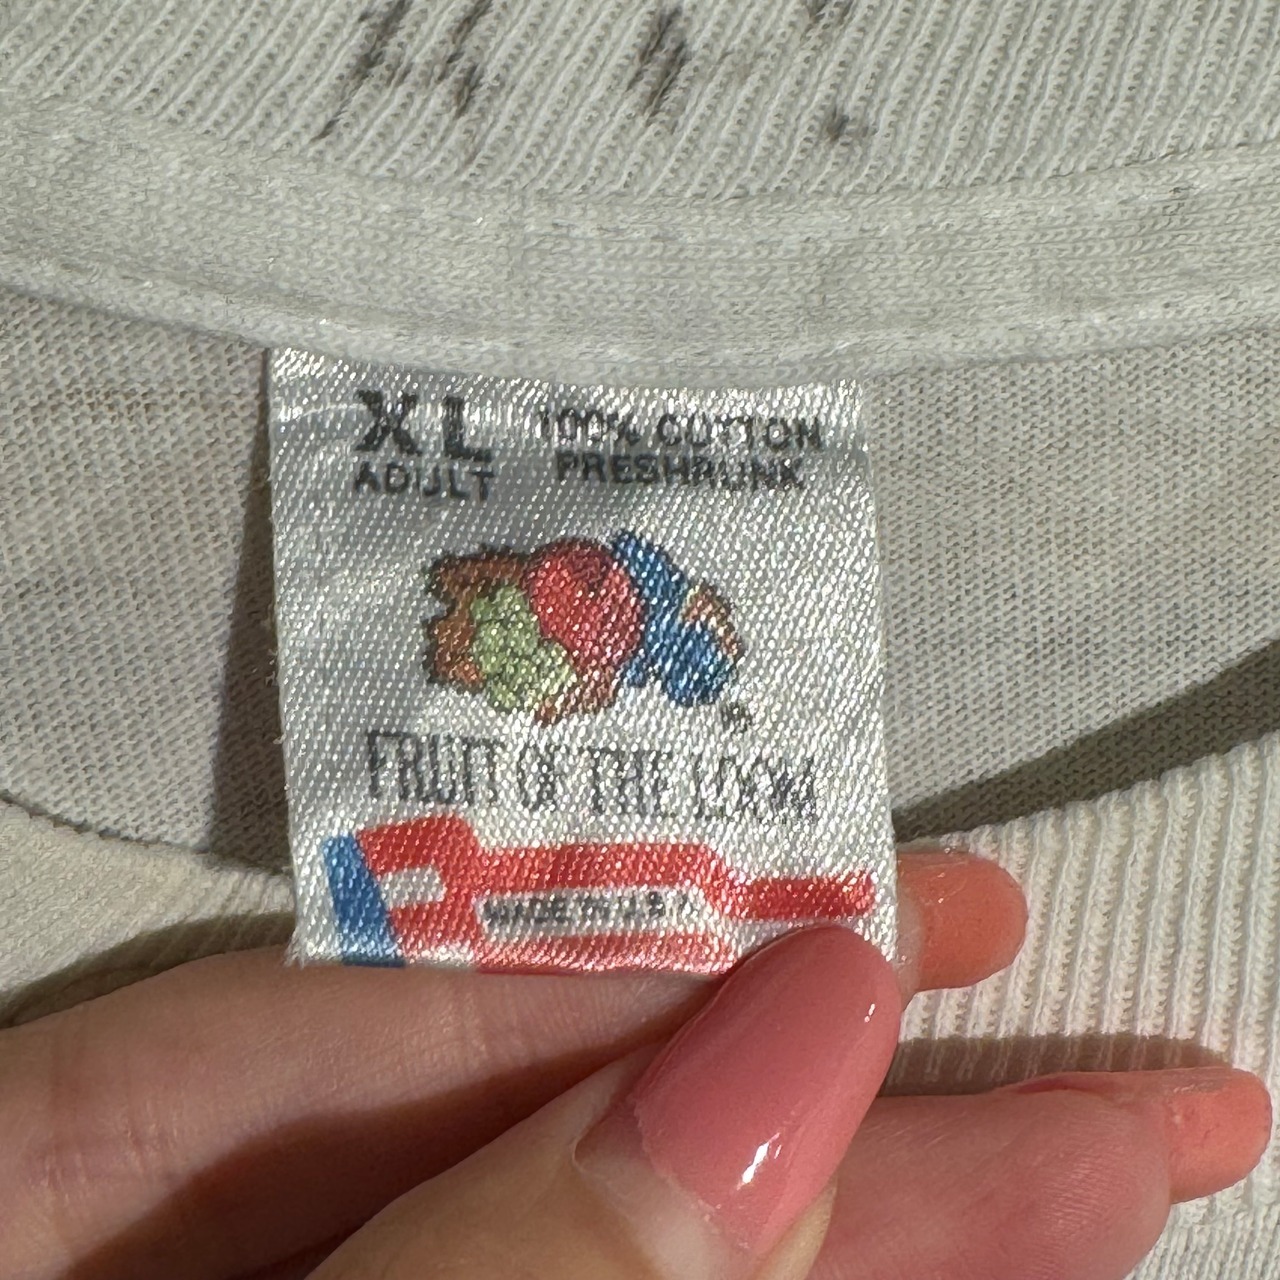 XL
ADULT
100% COTTON
PRESHRUNK
FRUIT OF THE LOOM
MADE IN U.S.A.